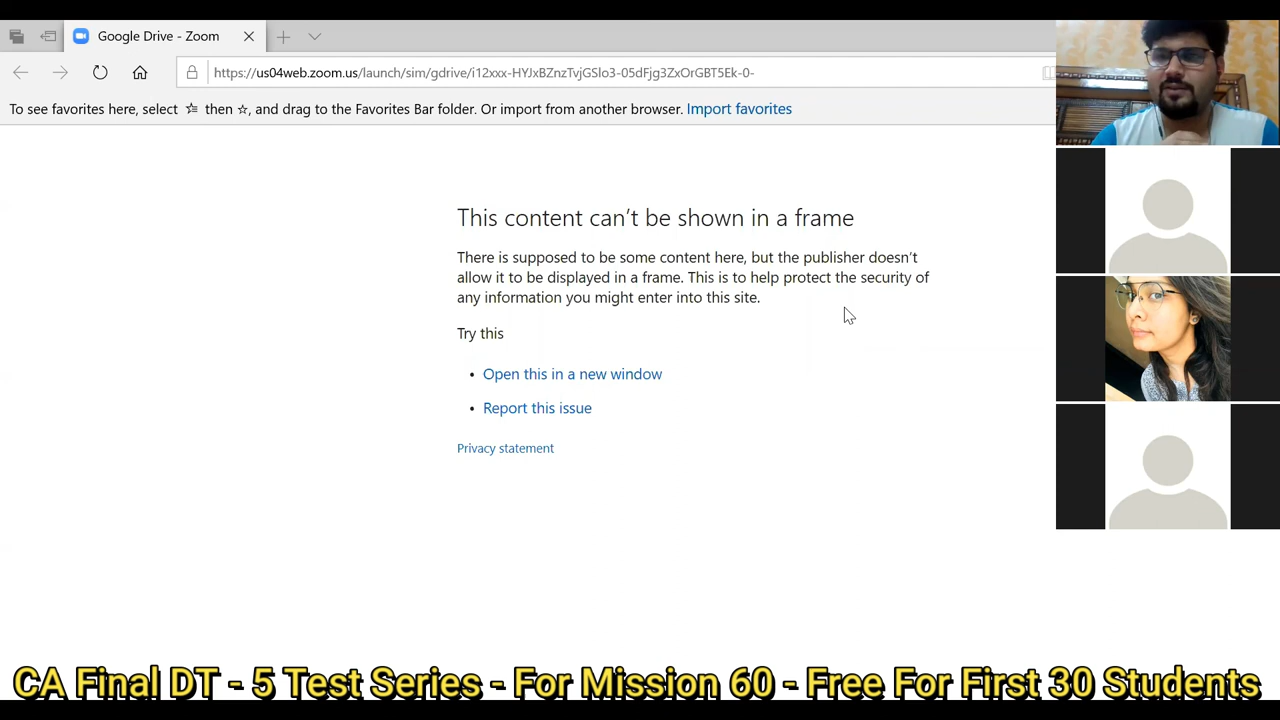 Google Drive - Zoom
https://us04web.zoom.us/launch/sim/gdrive/i12xxx-HYJxBZnzTvjGSlo3-05dFjg3ZxOrGBT5Ek-0-
To see favorites here, select then ☆, and drag to the Favorites Bar folder. Or import from another browser. Import favorites
This content can’t be shown in a frame
There is supposed to be some content here, but the publisher doesn’t
allow it to be displayed in a frame. This is to help protect the security of
any information you might enter into this site.
Try this
• Open this in a new window
• Report this issue
Privacy statement
CA Final DT - 5 Test Series - For Mission 60 - Free For First 30 Students